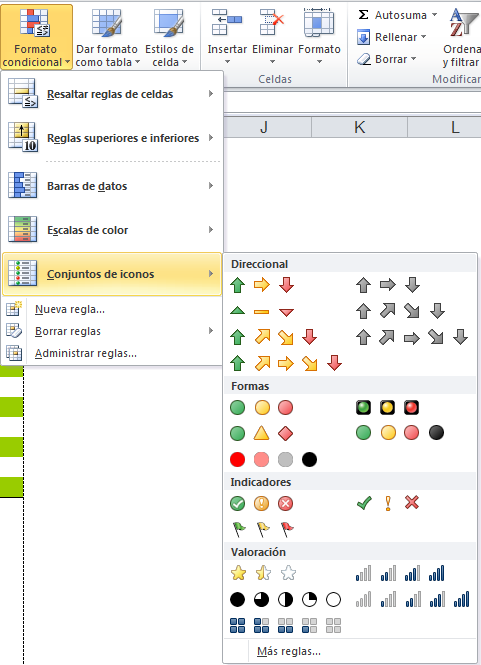 Formato condicional
Dar formato como tabla
Estilos de celda
Insertar
Eliminar
Formato
Celdas
Σ Autosuma
Rellenar
Borrar
Ordena
y filtrar
Modificar
J K L
Resaltar reglas de celdas
10
Reglas superiores e inferiores
Barras de datos
Escalas de color
Conjuntos de iconos
Nueva regla...
Borrar reglas
Administrar reglas...
Direccional
Formas
Indicadores
Valoración
Más reglas...